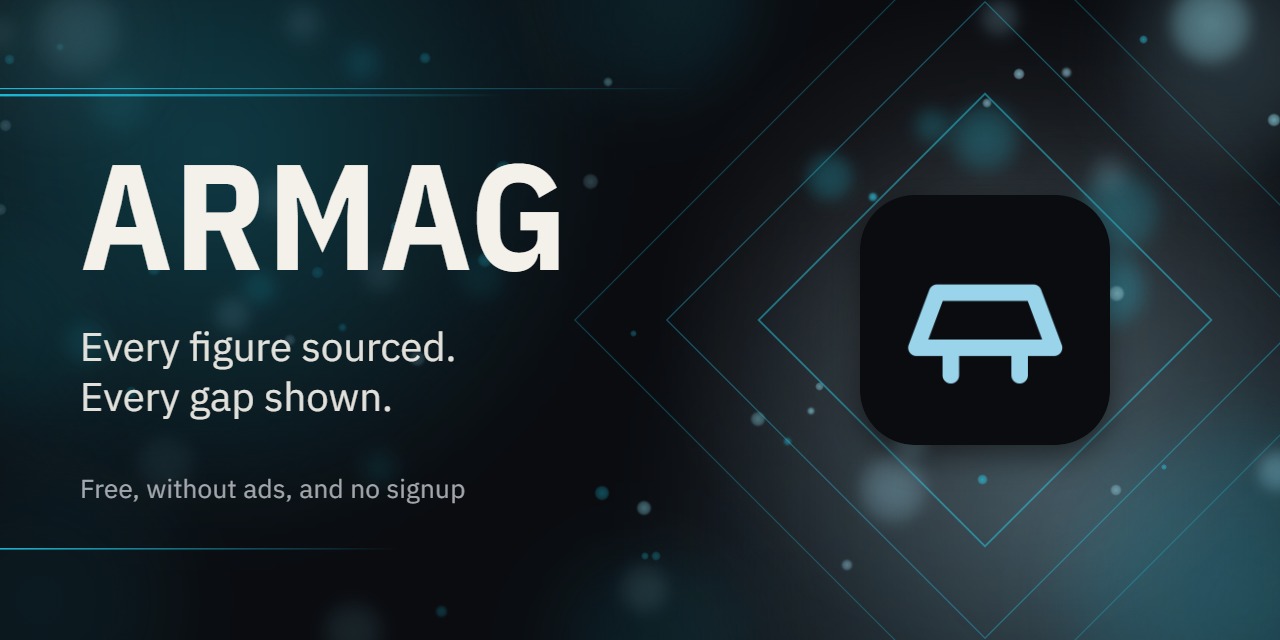 ARMAG
Every figure sourced.
Every gap shown.
Free, without ads, and no signup